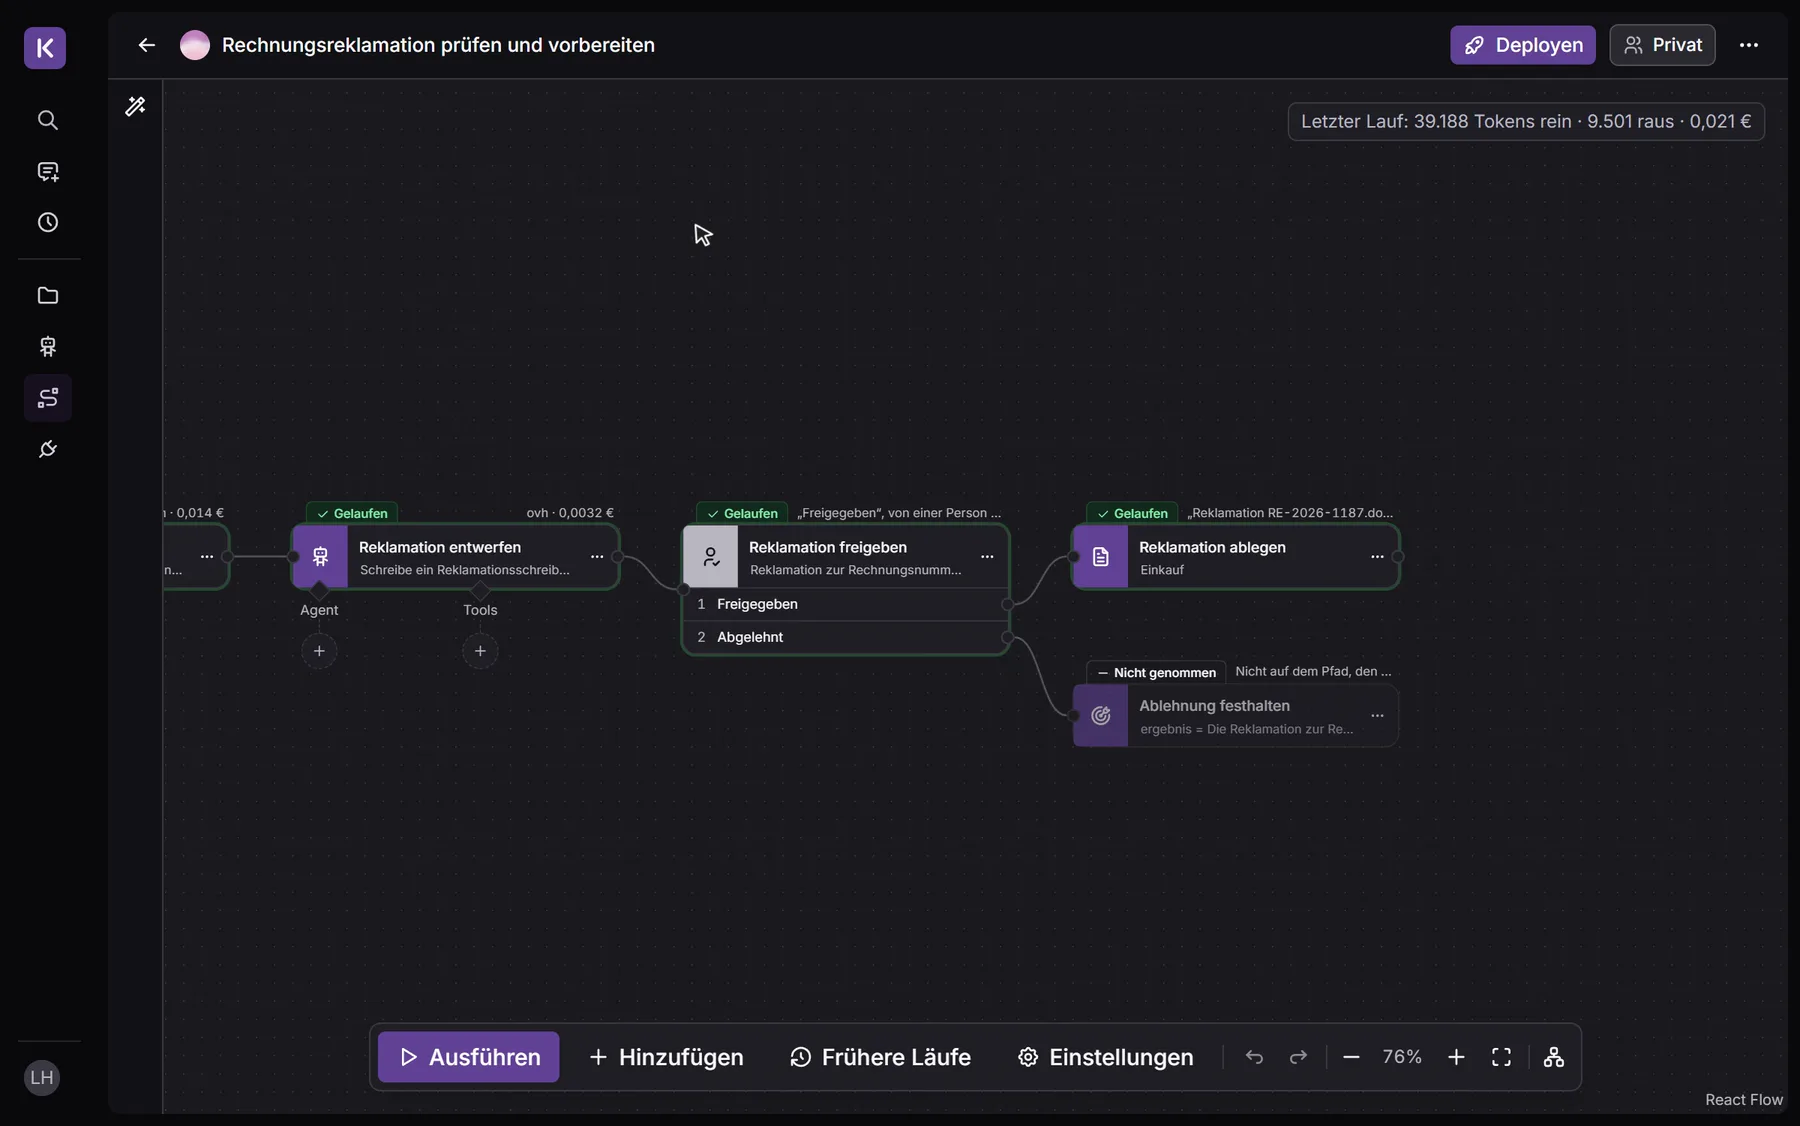 K
Rechnungsreklamation prüfen und vorbereiten
Deployen
Privat
Letzter Lauf: 39.188 Tokens rein · 9.501 raus · 0,021 €
· 0,014 €
n...
Gelaufen
ovh · 0,0032 €
Reklamation entwerfen
Schreibe ein Reklamationsschreib...
Agent
Tools
Gelaufen
„Freigegeben“, von einer Person ...
Reklamation freigeben
Reklamation zur Rechnungsnumm...
1 Freigegeben
2 Abgelehnt
Gelaufen
„Reklamation RE-2026-1187.do...
Reklamation ablegen
Einkauf
Nicht genommen
Nicht auf dem Pfad, den ...
Ablehnung festhalten
ergebnis = Die Reklamation zur Re...
Ausführen
Hinzufügen
Frühere Läufe
Einstellungen
76%
LH
React Flow